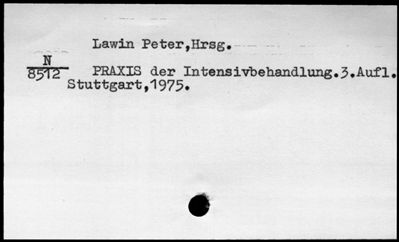 Lawin Peter,Hrsg.
N
8512
PRAXIS der Intensivbehandlung.3.Aufl.
Stuttgart,1975.